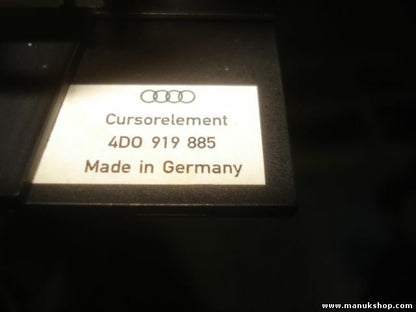 Cursorelement
4D0 919 885
Made in Germany
www.manukshop.com